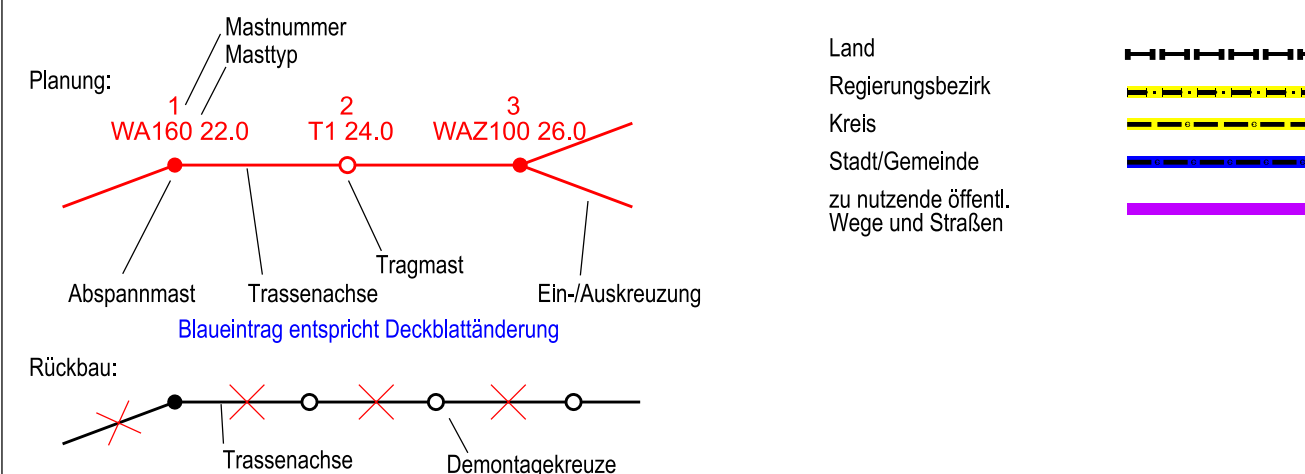 Mastnummer
Masttyp
Planung:
1
2
3
WA160 22.0
T1 24.0
WAZ100 26.0
Tragmast
Abspannmast
Trassenachse
Ein-/Auskreuzung
Blaueintrag entspricht Deckblattänderung
Rückbau:
Trassenachse
Demontagekreuze
Land
Regierungsbezirk
Kreis
Stadt/Gemeinde
zu nutzende öffentl.
Wege und Straßen